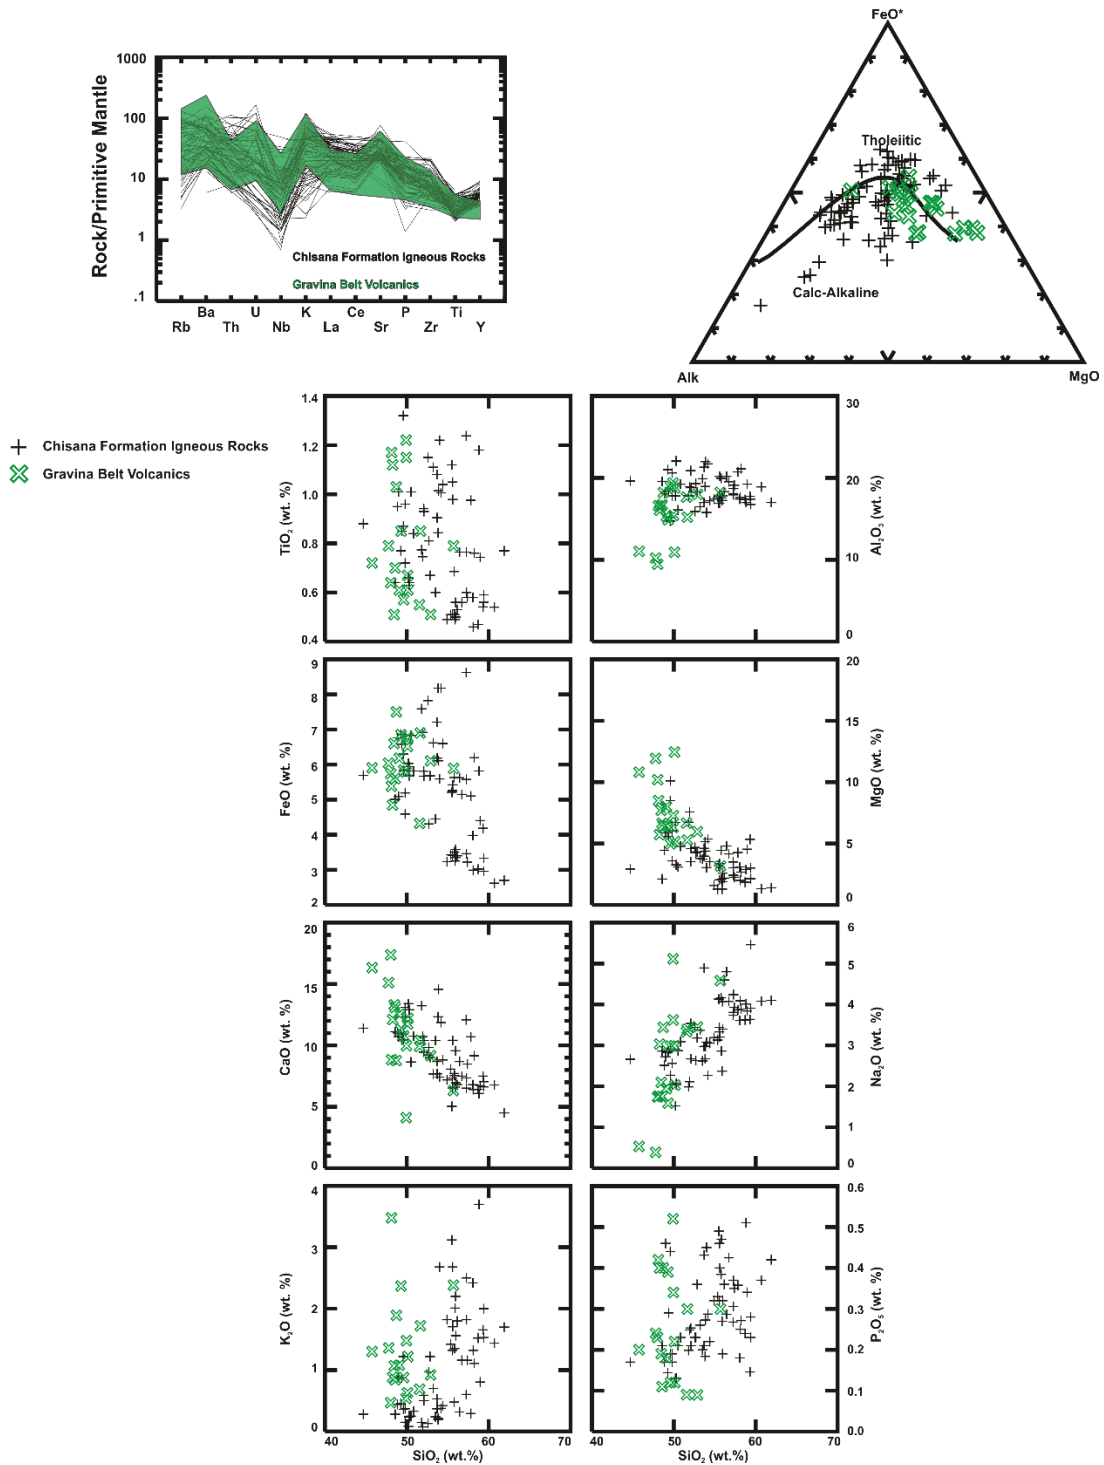 1000
100
10
1
.1
Rock/Primitive Mantle
Chisana Formation Igneous Rocks
Gravina Belt Volcanics
Ba U K Ce P Ti
Rb Th Nb La Sr Zr Y
FeO*
Tholeiitic
Calc-Alkaline
Alk
MgO
Chisana Formation Igneous Rocks
Gravina Belt Volcanics
1.4
1.2
1.0
0.8
0.6
0.4
TiO₂ (wt. %)
30
20
10
0
Al₂O₃ (wt. %)
9
8
7
6
5
4
3
2
FeO (wt. %)
20
15
10
5
0
MgO (wt. %)
20
15
10
5
0
CaO (wt. %)
6
5
4
3
2
1
0
Na₂O (wt. %)
4
3
2
1
0
K₂O (wt. %)
0.6
0.5
0.4
0.3
0.2
0.1
0.0
P₂O₅ (wt. %)
40 50 60 70
SiO₂ (wt.%)
40 50 60 70
SiO₂ (wt.%)